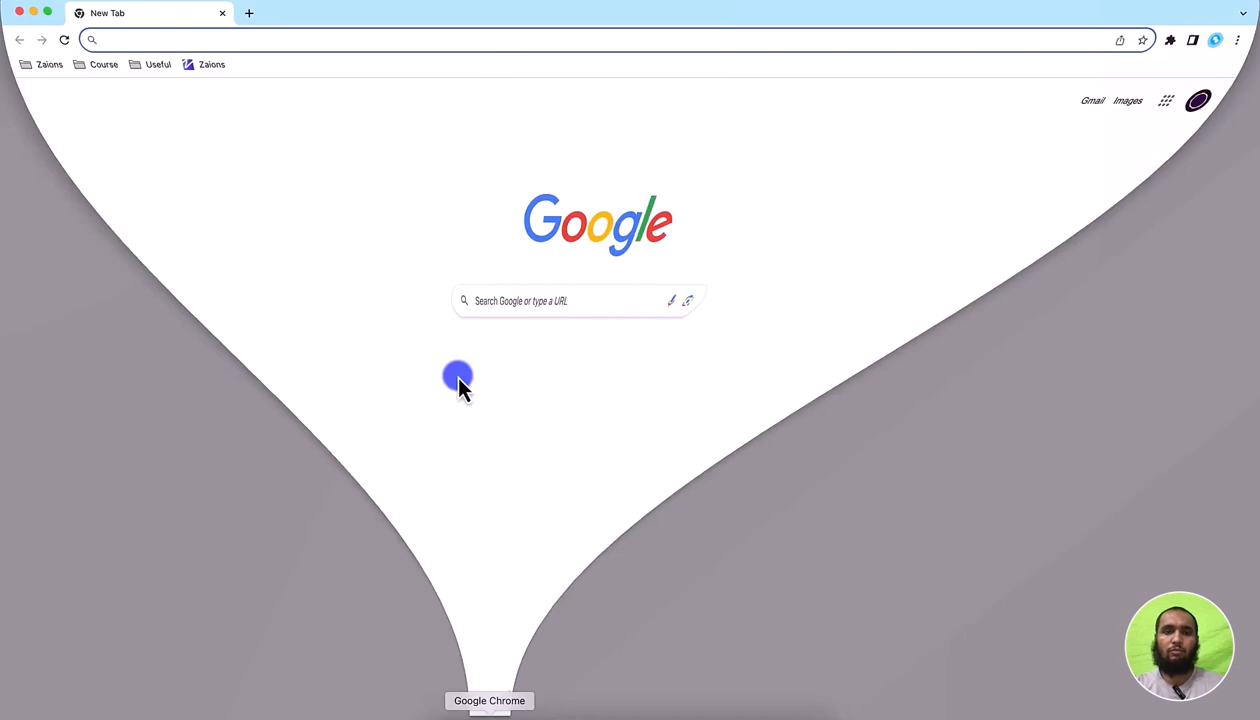 New Tab
Zaions
Course
Useful
Zaions
Gmail
Images
Google
Search Google or type a URL
Google Chrome